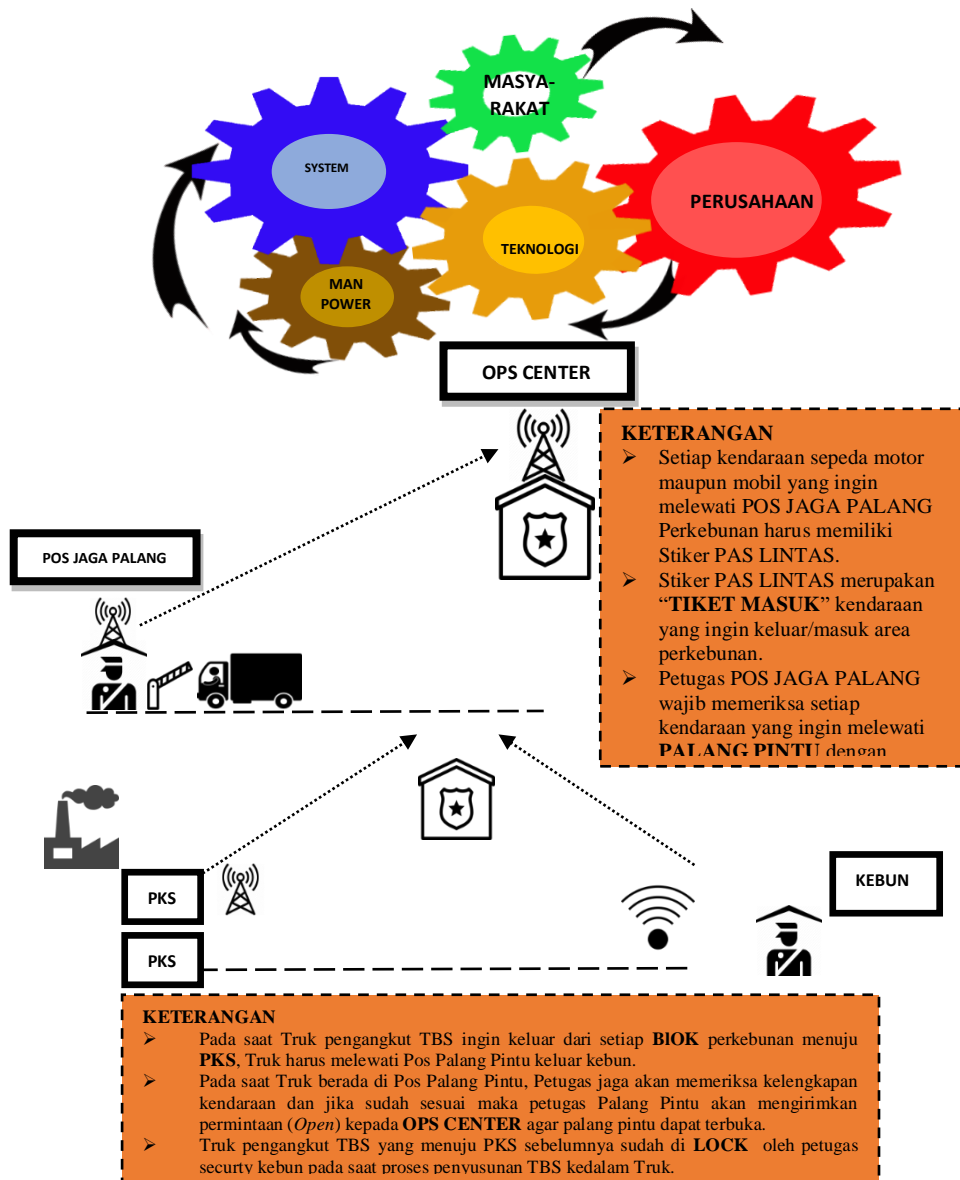 MASYA-
RAKAT
SYSTEM
PERUSAHAAN
TEKNOLOGI
MAN
POWER
OPS CENTER
KETERANGAN
➢ Setiap kendaraan sepeda motor
maupun mobil yang ingin
melewati POS JAGA PALANG
Perkebunan harus memiliki
Stiker PAS LINTAS.
➢ Stiker PAS LINTAS merupakan
“TIKET MASUK” kendaraan
yang ingin keluar/masuk area
perkebunan.
➢ Petugas POS JAGA PALANG
wajib memeriksa setiap
kendaraan yang ingin melewati
PALANG PINTU dengan
POS JAGA PALANG
PKS
KEBUN
PKS
KETERANGAN
➢ Pada saat Truk pengangkut TBS ingin keluar dari setiap BlOK perkebunan menuju
PKS, Truk harus melewati Pos Palang Pintu keluar kebun.
➢ Pada saat Truk berada di Pos Palang Pintu, Petugas jaga akan memeriksa kelengkapan
kendaraan dan jika sudah sesuai maka petugas Palang Pintu akan mengirimkan
permintaan (Open) kepada OPS CENTER agar palang pintu dapat terbuka.
➢ Truk pengangkut TBS yang menuju PKS sebelumnya sudah di LOCK oleh petugas
securty kebun pada saat proses penyusunan TBS kedalam Truk.